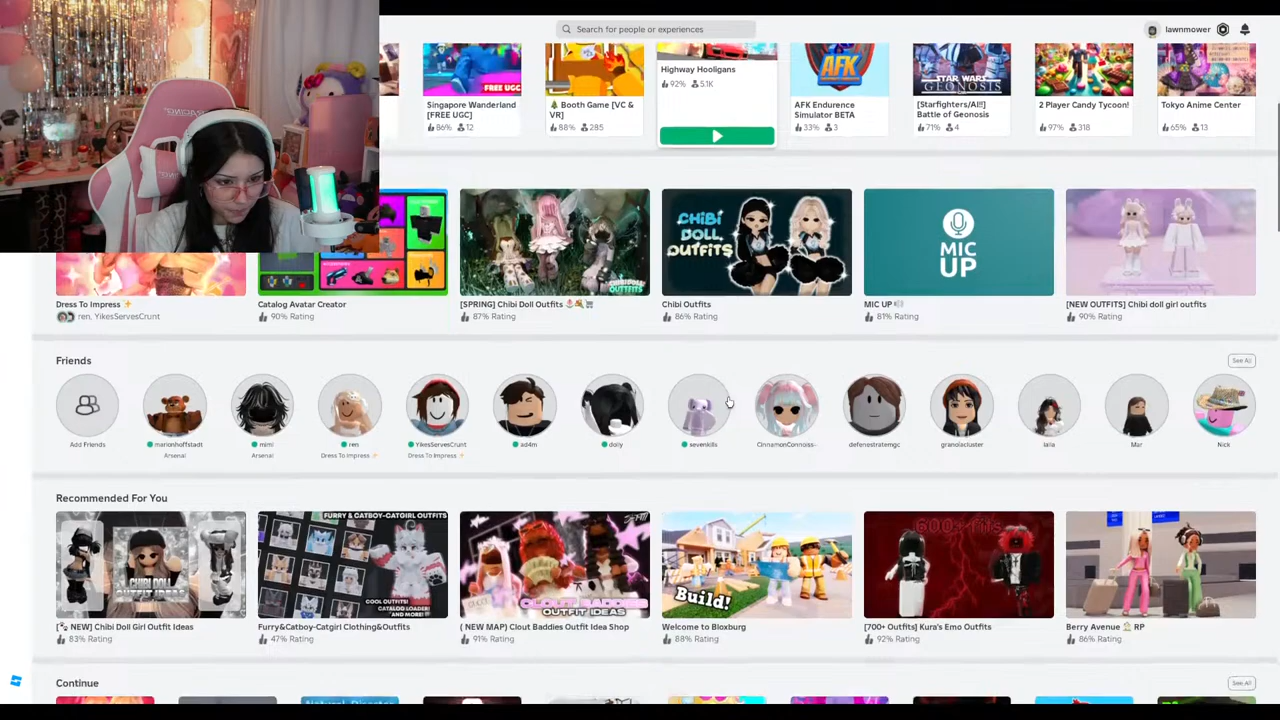 Search for people or experiences
lawnmower
Singapore Wanderland
[FREE UGC]
86% 12
FREE UGC
🎄 Booth Game [VC &
VR]
88% 285
Highway Hooligans
92% 5.1K
AFK
AFK Endurence
Simulator BETA
33% 3
STAR WARS
GEONOSIS
[Starfighters/AI!]
Battle of Geonosis
71% 4
2 Player Candy Tycoon!
97% 318
Tokyo Anime Center
65% 13
Dress To Impress ✨
ren, YikesServesCrunt
Catalog Avatar Creator
90% Rating
CHIBIDOLL
OUTFITS
[SPRING] Chibi Doll Outfits
87% Rating
CHIBI
DOLL
OUTFITS
Chibi Outfits
86% Rating
MIC
UP
MIC UP 🔊
81% Rating
[NEW OUTFITS] Chibi doll girl outfits
90% Rating
Friends
See All
Add Friends
marionhoffstadt
Arsenal
mimi
Arsenal
ren
Dress To Impress ✨
YikesServesCrunt
Dress To Impress ✨
ad4m
dolly
sevenkills
CinnamonConnoiss-
defenestratemgc
granolacluster
laila
Mar
Nick
Recommended For You
CHIBI DOLL
OUTFIT IDEAS
NEW] Chibi Doll Girl Outfit Ideas
83% Rating
FURRY & CATBOY-CATGIRL OUTFITS
COOL OUTFITS!
CATALOG LOADER!
AND MORE!
Furry&Catboy-Catgirl Clothing&Outfits
47% Rating
CLOUT BADDIES
OUTFIT IDEAS
( NEW MAP) Clout Baddies Outfit Idea Shop
91% Rating
Build!
Welcome to Bloxburg
88% Rating
600+ fits
[700+ Outfits] Kura's Emo Outfits
92% Rating
Berry Avenue 🏠 RP
86% Rating
Continue
See All
Natural Disaster